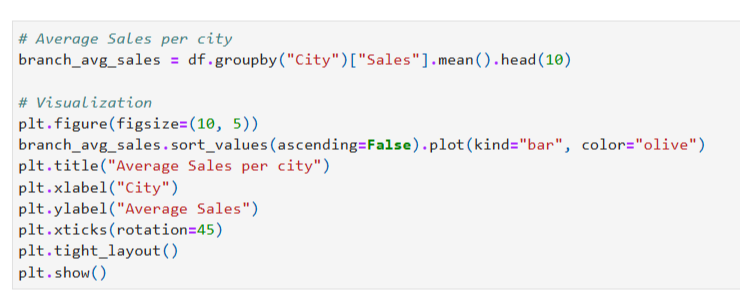 # Average Sales per city
branch_avg_sales = df.groupby("City")["Sales"].mean().head(10)
# Visualization
plt.figure(figsize=(10, 5))
branch_avg_sales.sort_values(ascending=False).plot(kind="bar", color="olive")
plt.title("Average Sales per city")
plt.xlabel("City")
plt.ylabel("Average Sales")
plt.xticks(rotation=45)
plt.tight_layout()
plt.show()